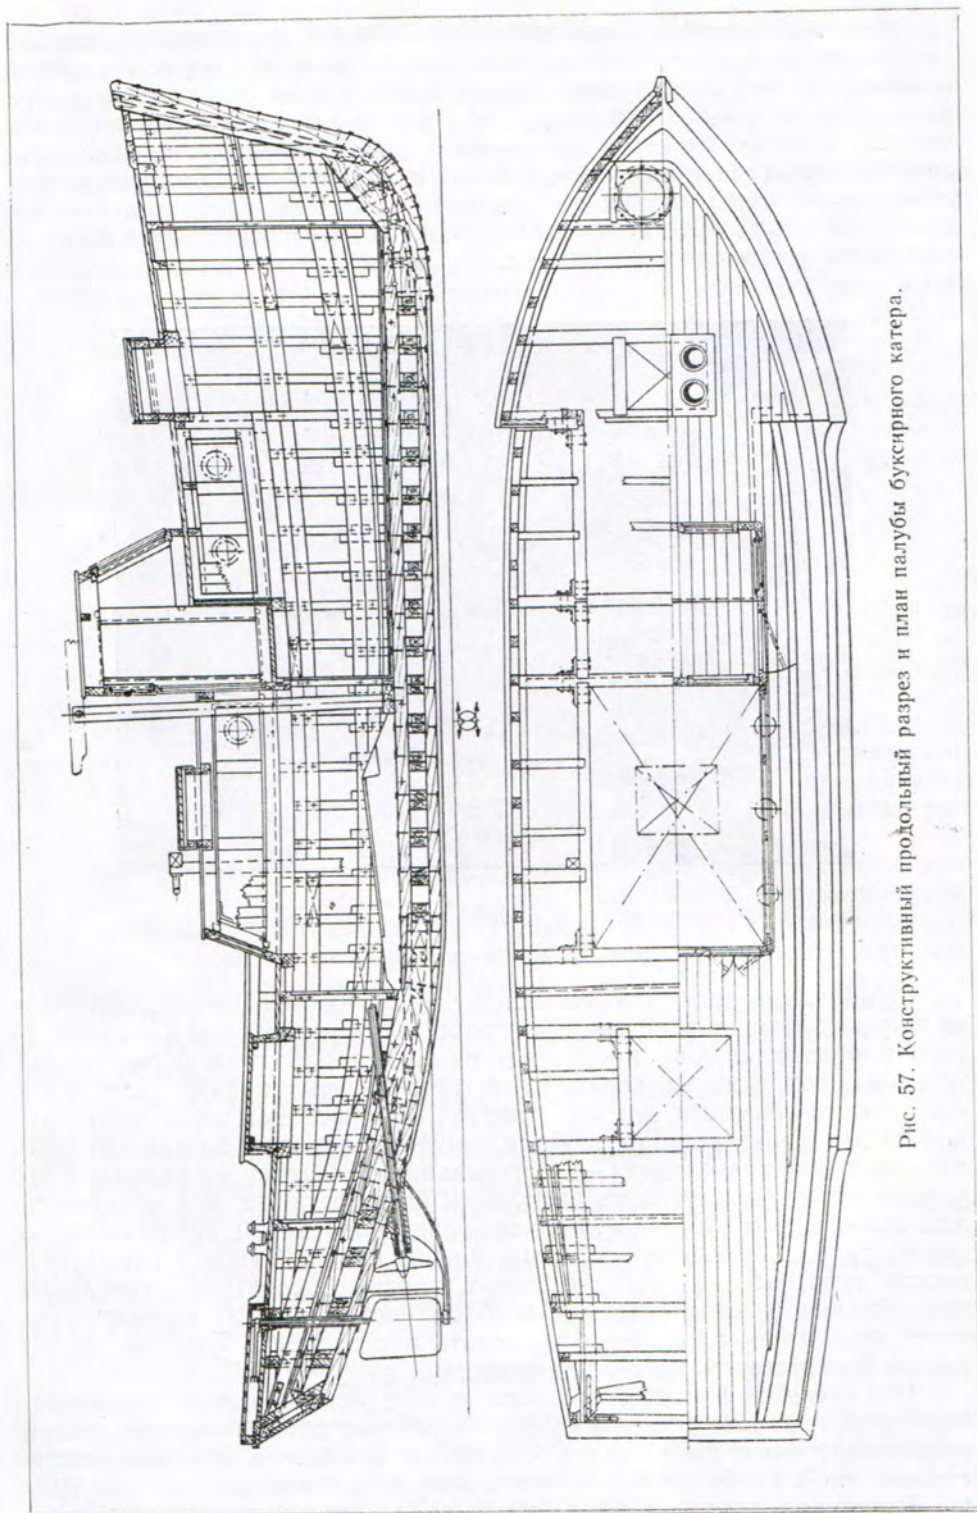 Рис. 57. Конструктивный продольный разрез и план палубы буксирного катера.